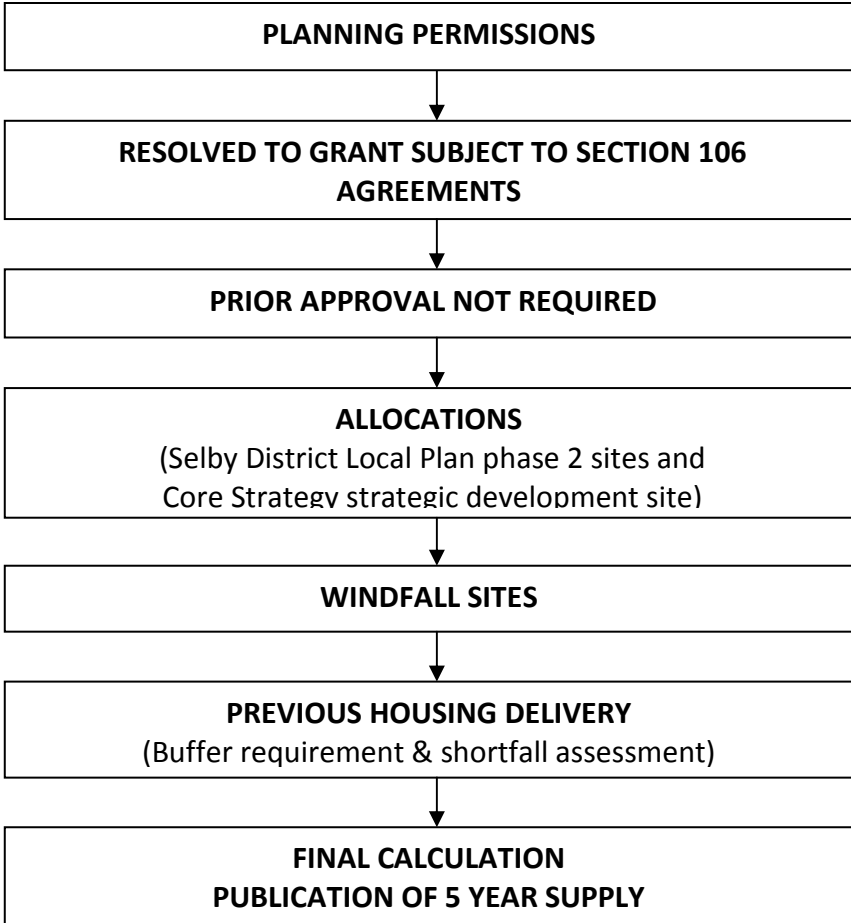 PLANNING PERMISSIONS
RESOLVED TO GRANT SUBJECT TO SECTION 106
AGREEMENTS
PRIOR APPROVAL NOT REQUIRED
ALLOCATIONS
(Selby District Local Plan phase 2 sites and
Core Strategy strategic development site)
WINDFALL SITES
PREVIOUS HOUSING DELIVERY
(Buffer requirement & shortfall assessment)
FINAL CALCULATION
PUBLICATION OF 5 YEAR SUPPLY